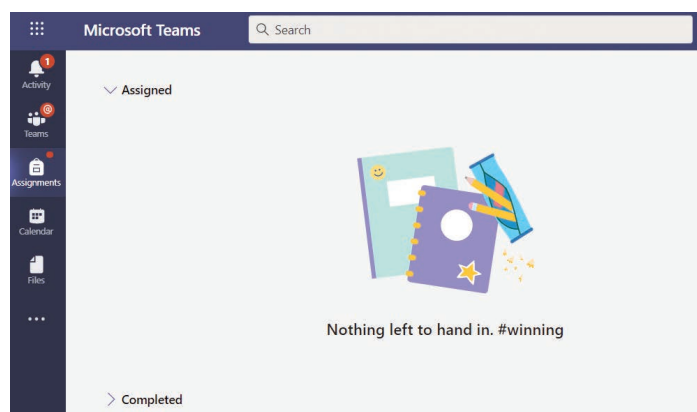 Microsoft Teams
Search
1
Activity
@
Teams
Assignments
Calendar
Files
Assigned
Nothing left to hand in. #winning
Completed